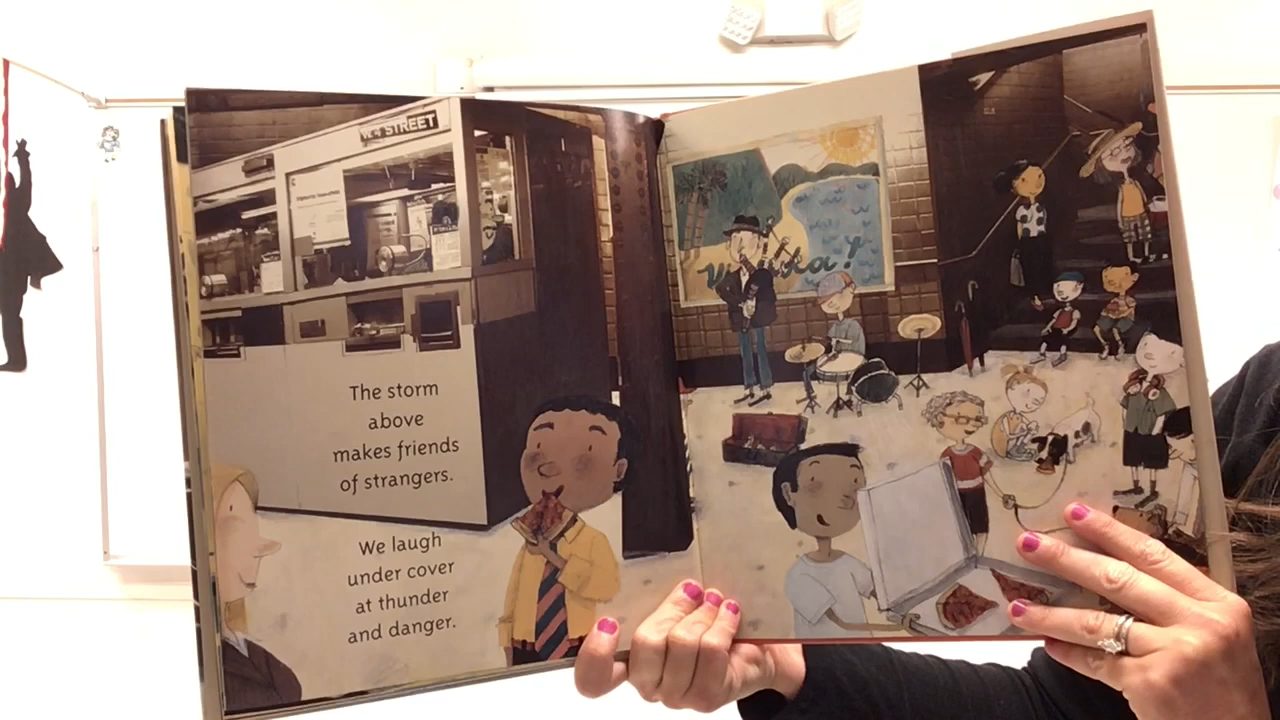 W. 4 STREET
The storm
above
makes friends
of strangers.
We laugh
under cover
at thunder
and danger.